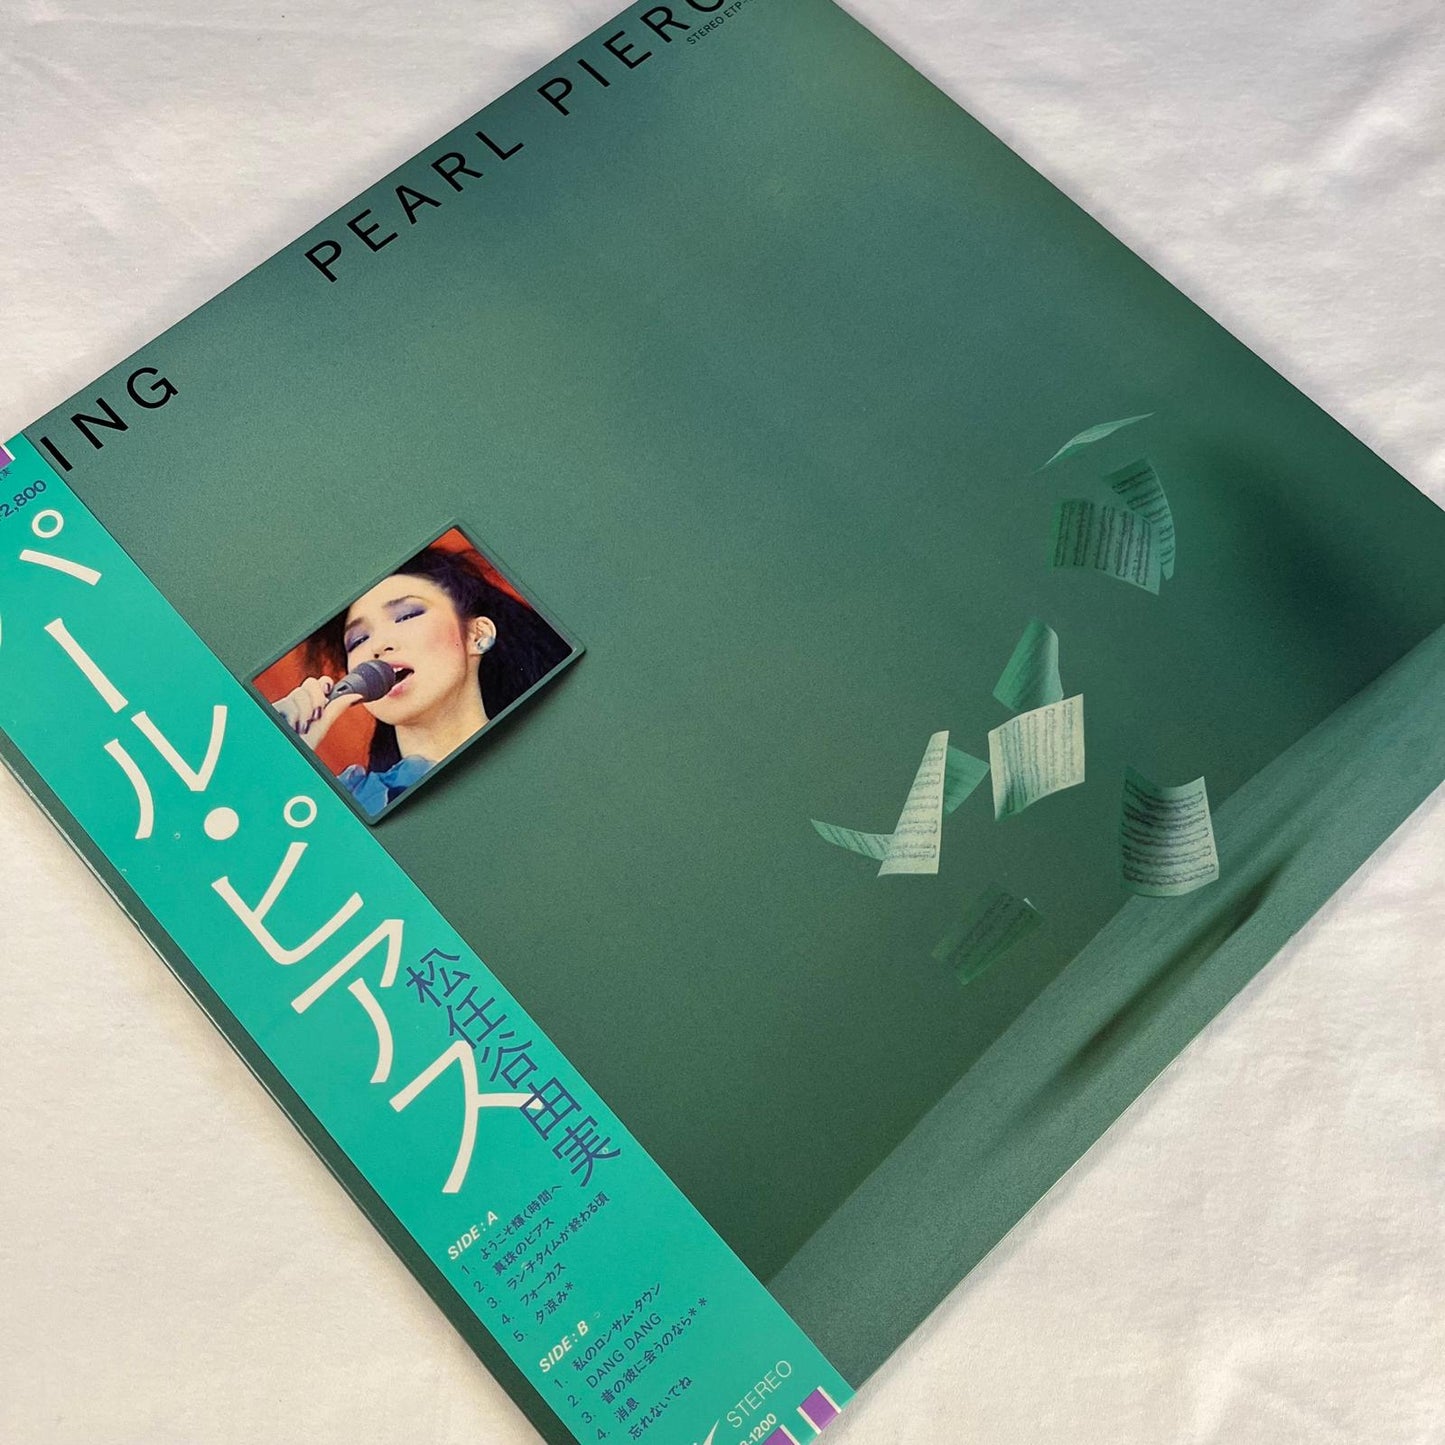 PEARL PIERC
STEREO ETP-
ING
2,800
パール・ピアス
松任谷由実
SIDE: A
1. ようこそ輝く時間へ
2. 真珠のピアス
3. ランチタイムが終わる頃
4. フォーカス
5. 夕涼み*
SIDE: B
1. 私のロンサム・タウン
2. DANG DANG
3. 昔の彼に会うのなら**
4. 消息
忘れないでね
STEREO
-1200